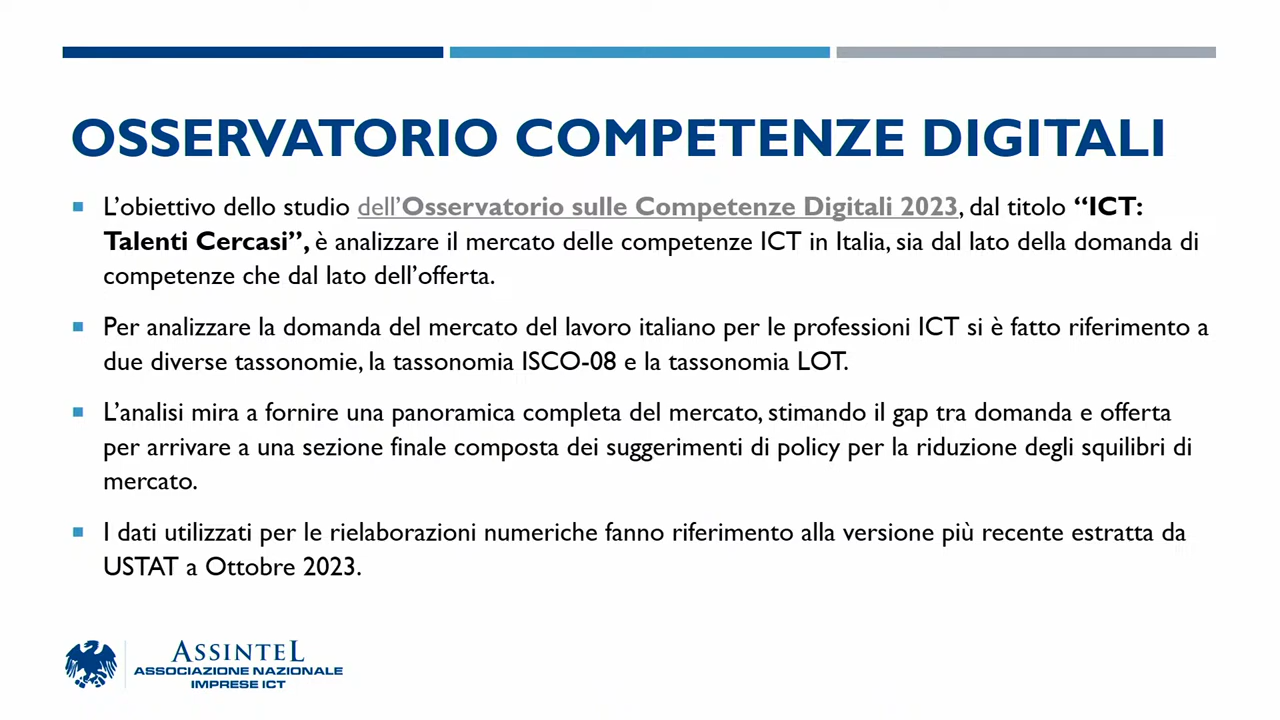 OSSERVATORIO COMPETENZE DIGITALI
L’obiettivo dello studio dell’Osservatorio sulle Competenze Digitali 2023, dal titolo “ICT:
Talenti Cercasi”, è analizzare il mercato delle competenze ICT in Italia, sia dal lato della domanda di
competenze che dal lato dell’offerta.
Per analizzare la domanda del mercato del lavoro italiano per le professioni ICT si è fatto riferimento a
due diverse tassonomie, la tassonomia ISCO-08 e la tassonomia LOT.
L’analisi mira a fornire una panoramica completa del mercato, stimando il gap tra domanda e offerta
per arrivare a una sezione finale composta dei suggerimenti di policy per la riduzione degli squilibri di
mercato.
I dati utilizzati per le rielaborazioni numeriche fanno riferimento alla versione più recente estratta da
USTAT a Ottobre 2023.
ASSINTEL
ASSOCIAZIONE NAZIONALE
IMPRESE ICT